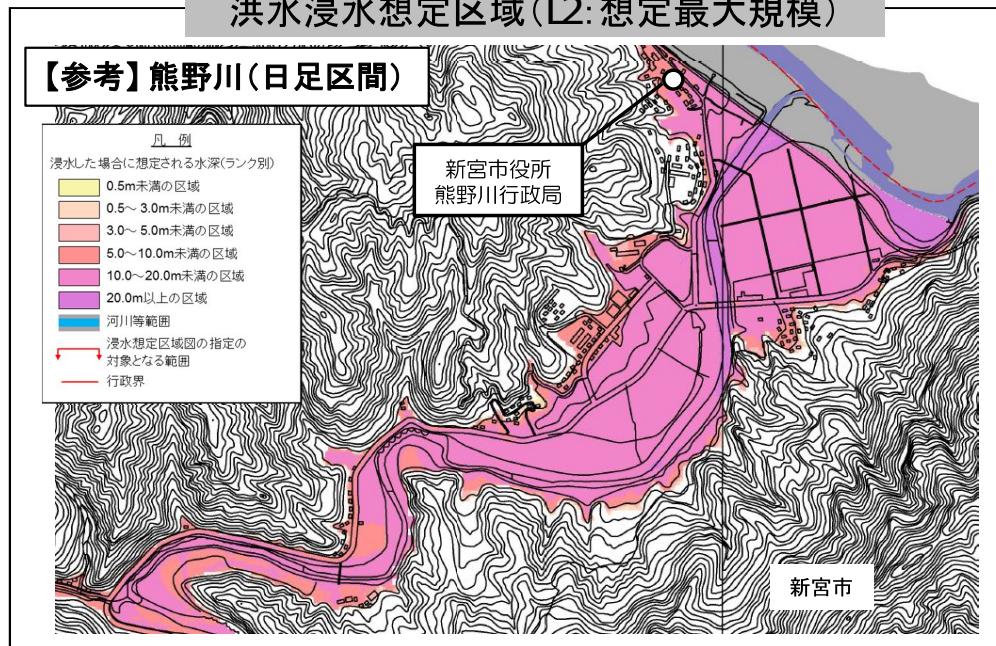 洪水浸水想定区域（L2：想定最大規模）
【参考】熊野川（日足区間）
凡 例
浸水した場合に想定される水深(ランク別)
0.5m未満の区域
0.5～ 3.0m未満の区域
3.0～ 5.0m未満の区域
5.0～10.0m未満の区域
10.0～20.0m未満の区域
20.0m以上の区域
河川等範囲
浸水想定区域図の指定の
対象となる範囲
行政界
新宮市役所
熊野川行政局
新宮市